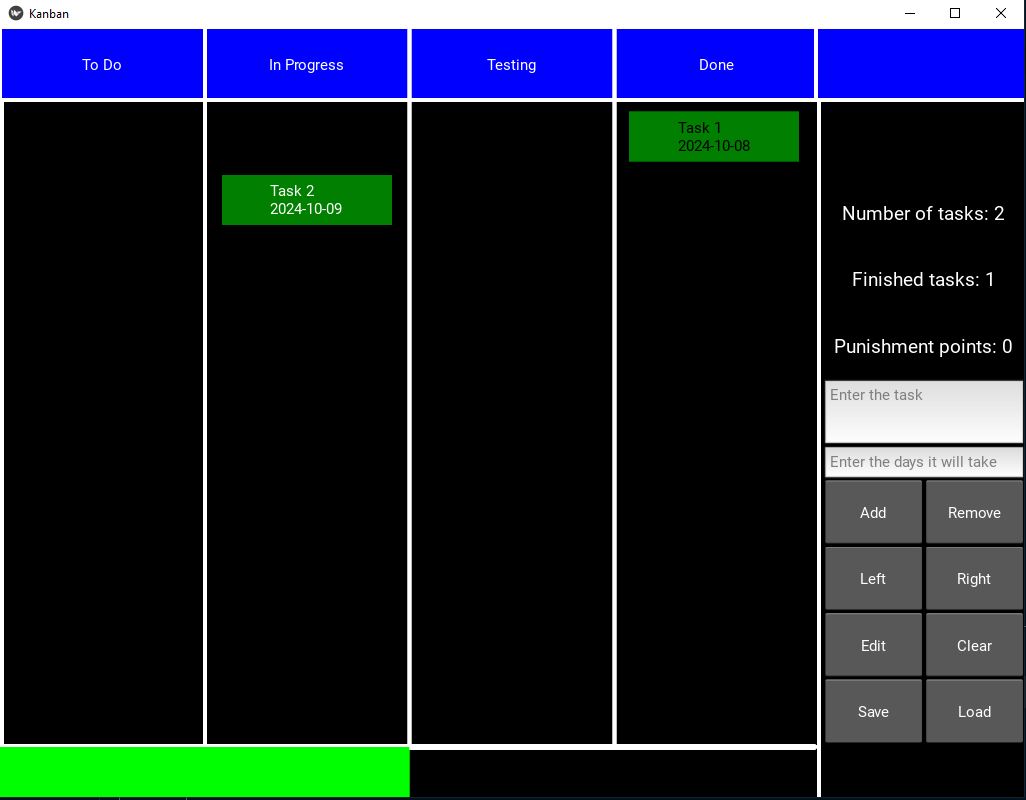 Kanban
To Do
In Progress
Testing
Done
Task 1
2024-10-08
Task 2
2024-10-09
Number of tasks: 2
Finished tasks: 1
Punishment points: 0
Enter the task
Enter the days it will take
Add
Remove
Left
Right
Edit
Clear
Save
Load